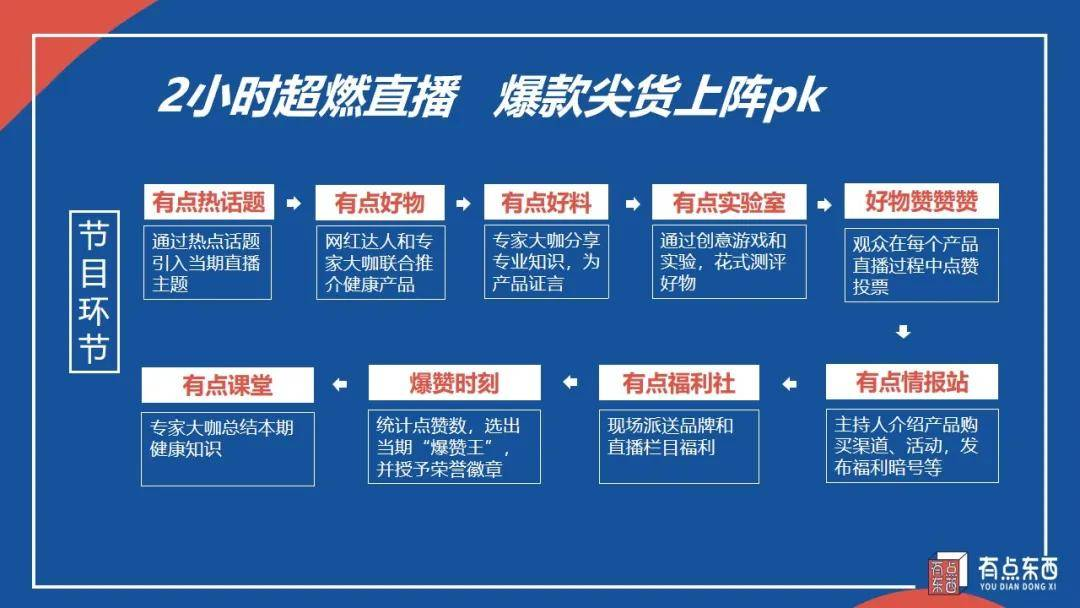 2小时超燃直播 爆款尖货上阵pk
节目环节
有点热话题
通过热点话题
引入当期直播
主题
有点好物
网红达人和专
家大咖联合推
介健康产品
有点好料
专家大咖分享
专业知识，为
产品证言
有点实验室
通过创意游戏和
实验，花式测评
好物
好物赞赞赞
观众在每个产品
直播过程中点赞
投票
有点情报站
主持人介绍产品购
买渠道、活动，发
布福利暗号等
有点福利社
现场派送品牌和
直播栏目福利
爆赞时刻
统计点赞数，选出
当期“爆赞王”，
并授予荣誉徽章
有点课堂
专家大咖总结本期
健康知识
有点
东西
有点东西
YOU DIAN DONG XI